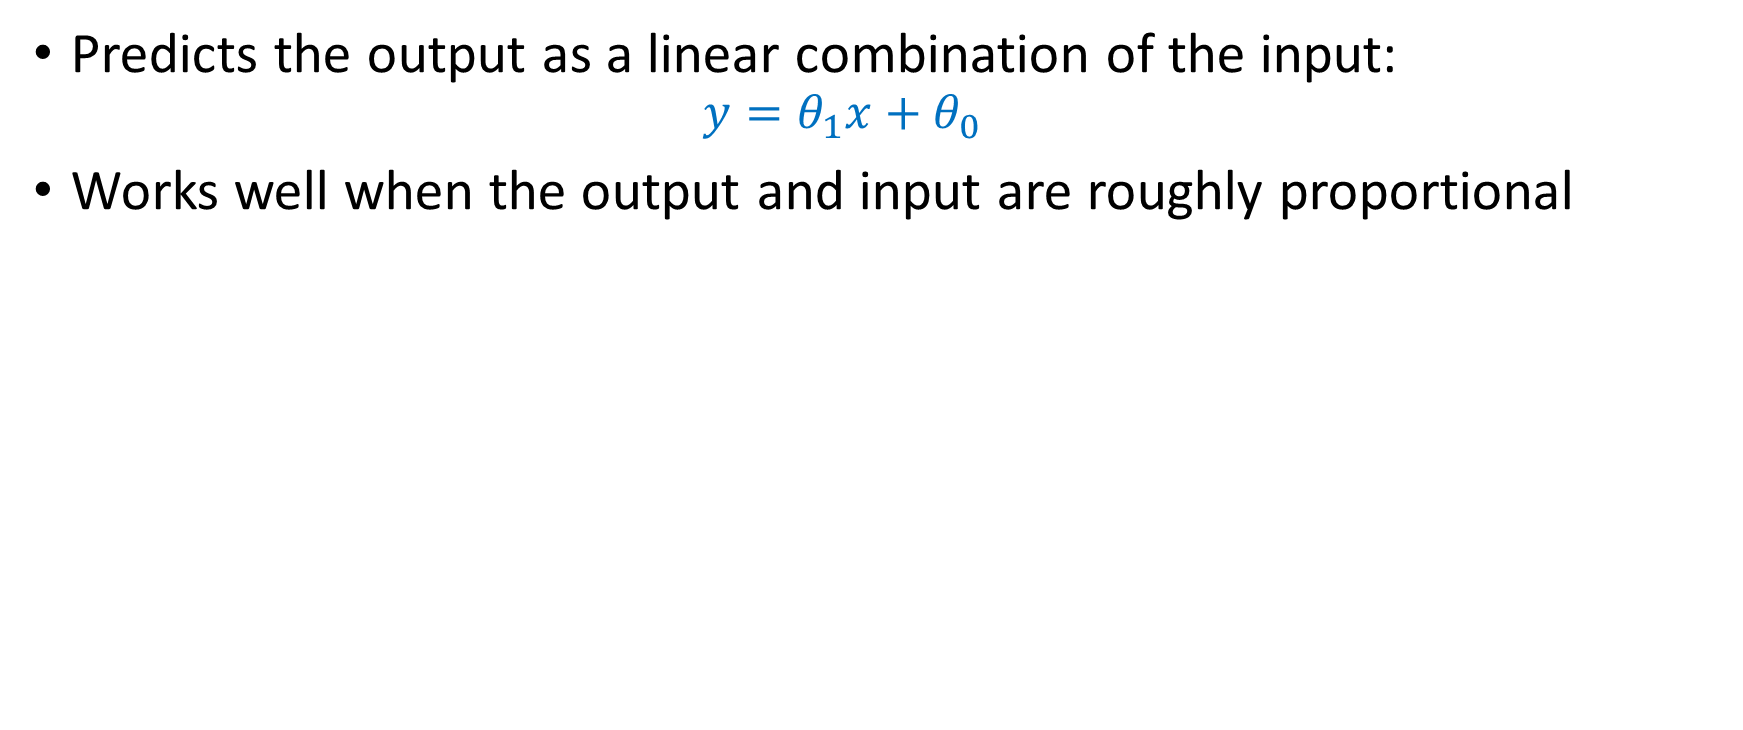 • Predicts the output as a linear combination of the input:
y = θ₁x + θ₀
• Works well when the output and input are roughly proportional